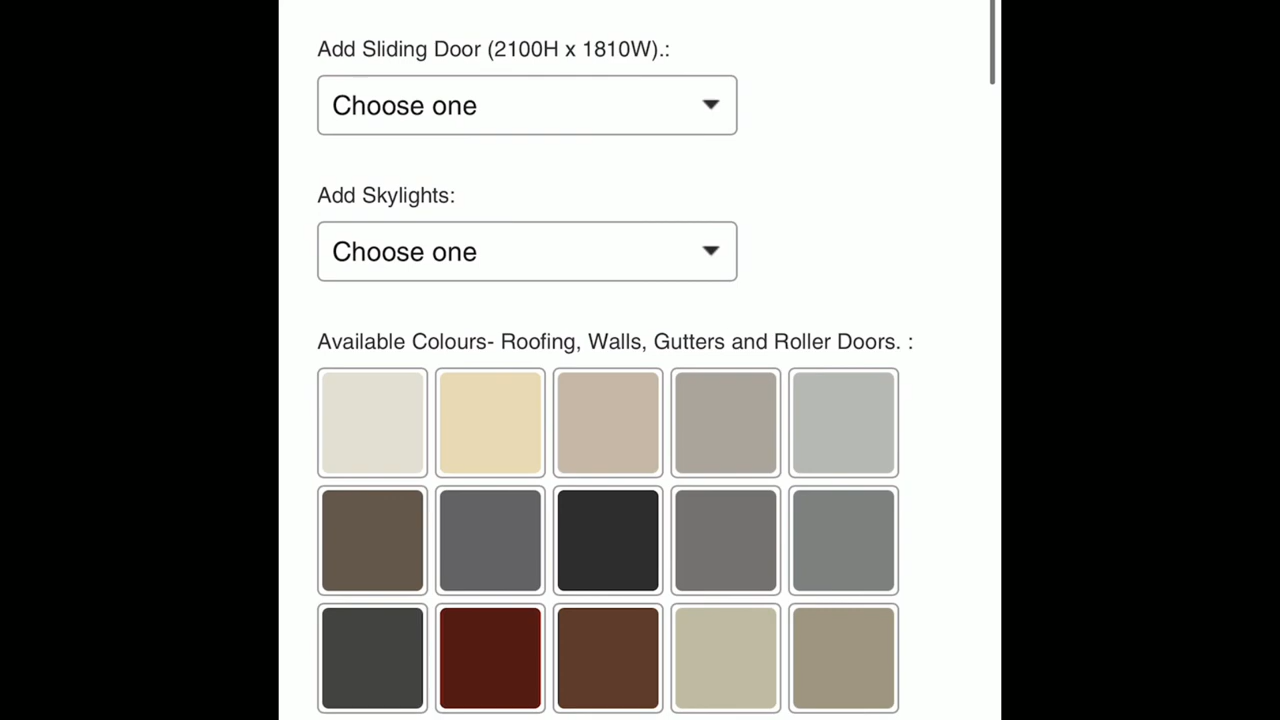 Add Sliding Door (2100H x 1810W).:
Choose one
Add Skylights:
Choose one
Available Colours- Roofing, Walls, Gutters and Roller Doors. :